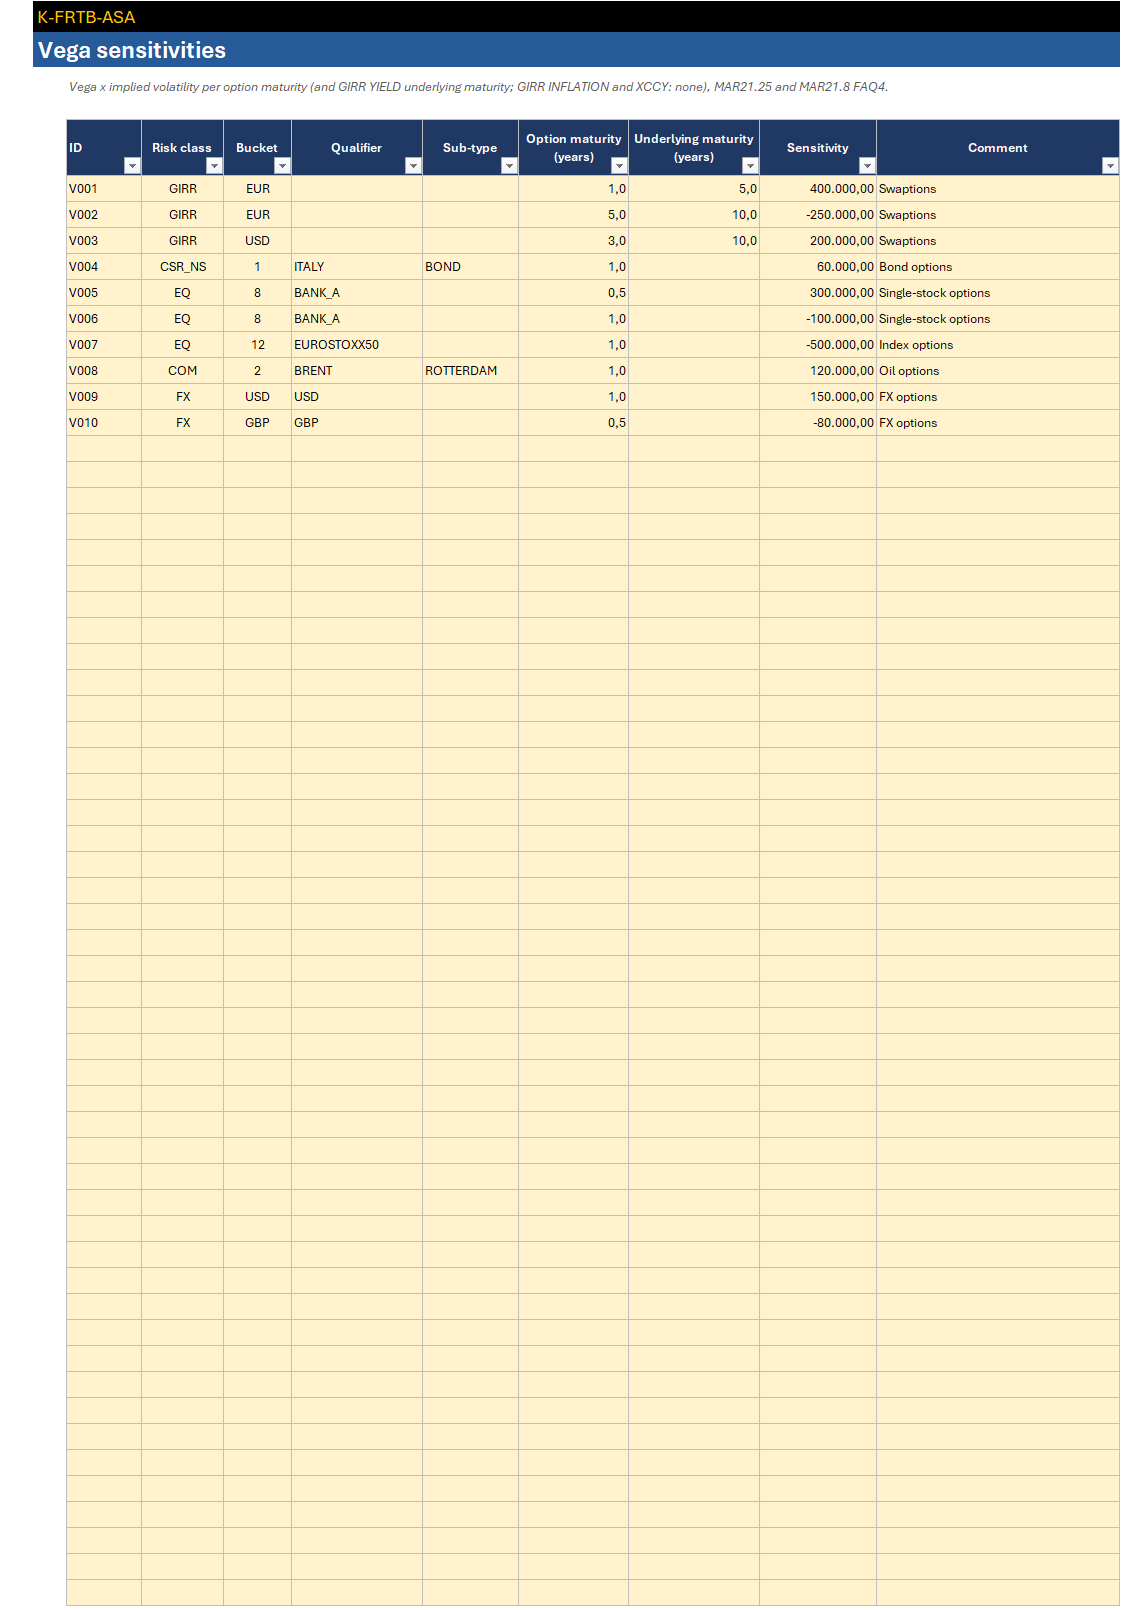 K-FRTB-ASA
Vega sensitivities
Vega x implied volatility per option maturity (and GIRR YIELD underlying maturity; GIRR INFLATION and XCCY: none), MAR21.25 and MAR21.8 FAQ4.
ID Risk class Bucket Qualifier Sub-type Option maturity (years) Underlying maturity (years) Sensitivity Comment
V001 GIRR EUR 1,0 5,0 400.000,00 Swaptions
V002 GIRR EUR 5,0 10,0 -250.000,00 Swaptions
V003 GIRR USD 3,0 10,0 200.000,00 Swaptions
V004 CSR_NS 1 ITALY BOND 1,0 60.000,00 Bond options
V005 EQ 8 BANK_A 0,5 300.000,00 Single-stock options
V006 EQ 8 BANK_A 1,0 -100.000,00 Single-stock options
V007 EQ 12 EUROSTOXX50 1,0 -500.000,00 Index options
V008 COM 2 BRENT ROTTERDAM 1,0 120.000,00 Oil options
V009 FX USD USD 1,0 150.000,00 FX options
V010 FX GBP GBP 0,5 -80.000,00 FX options